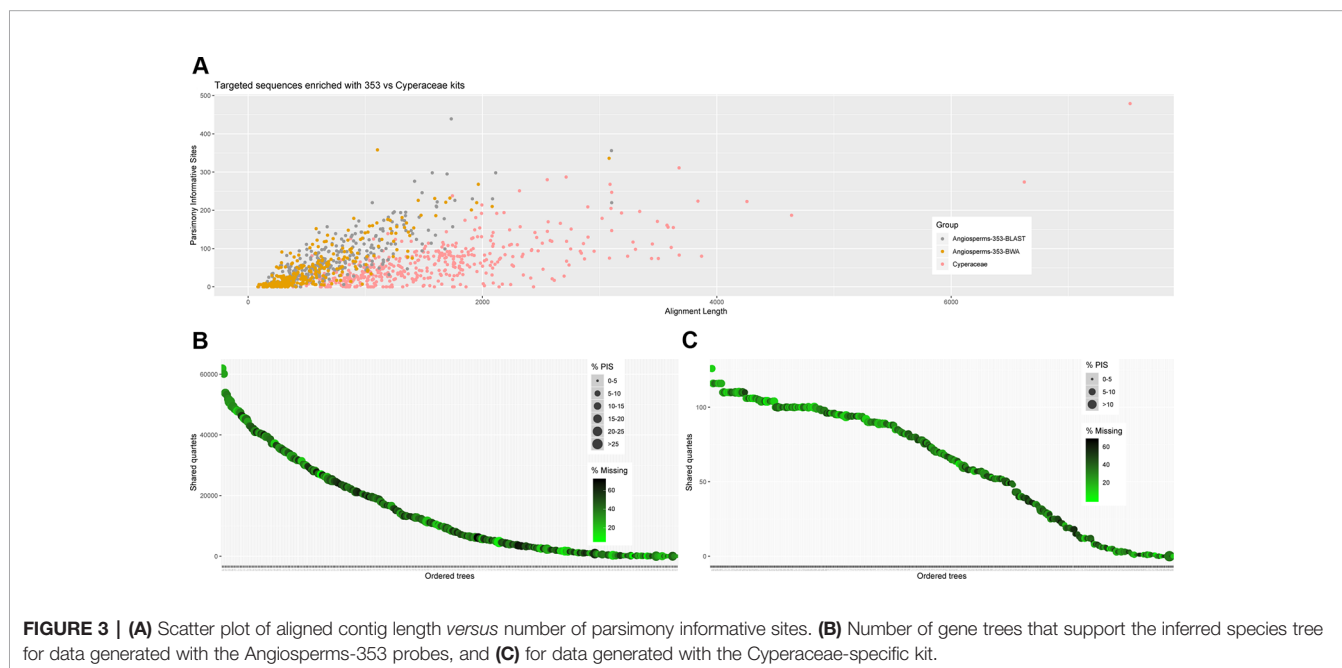 A
Targeted sequences enriched with 353 vs Cyperaceae kits
500
400
300
200
100
0
Parsimony Informative Sites
0
2000
4000
6000
Alignment Length
Group
Angiosperms-353-BLAST
Angiosperms-353-BWA
Cyperaceae
B
60000
40000
20000
0
Shared quartets
Ordered trees
% PIS
0-5
5-10
10-15
15-20
20-25
>25
% Missing
60
40
20
C
100
50
0
Shared quartets
Ordered trees
% PIS
0-5
5-10
>10
% Missing
60
40
20
FIGURE 3 | (A) Scatter plot of aligned contig length versus number of parsimony informative sites. (B) Number of gene trees that support the inferred species tree
for data generated with the Angiosperms-353 probes, and (C) for data generated with the Cyperaceae-specific kit.